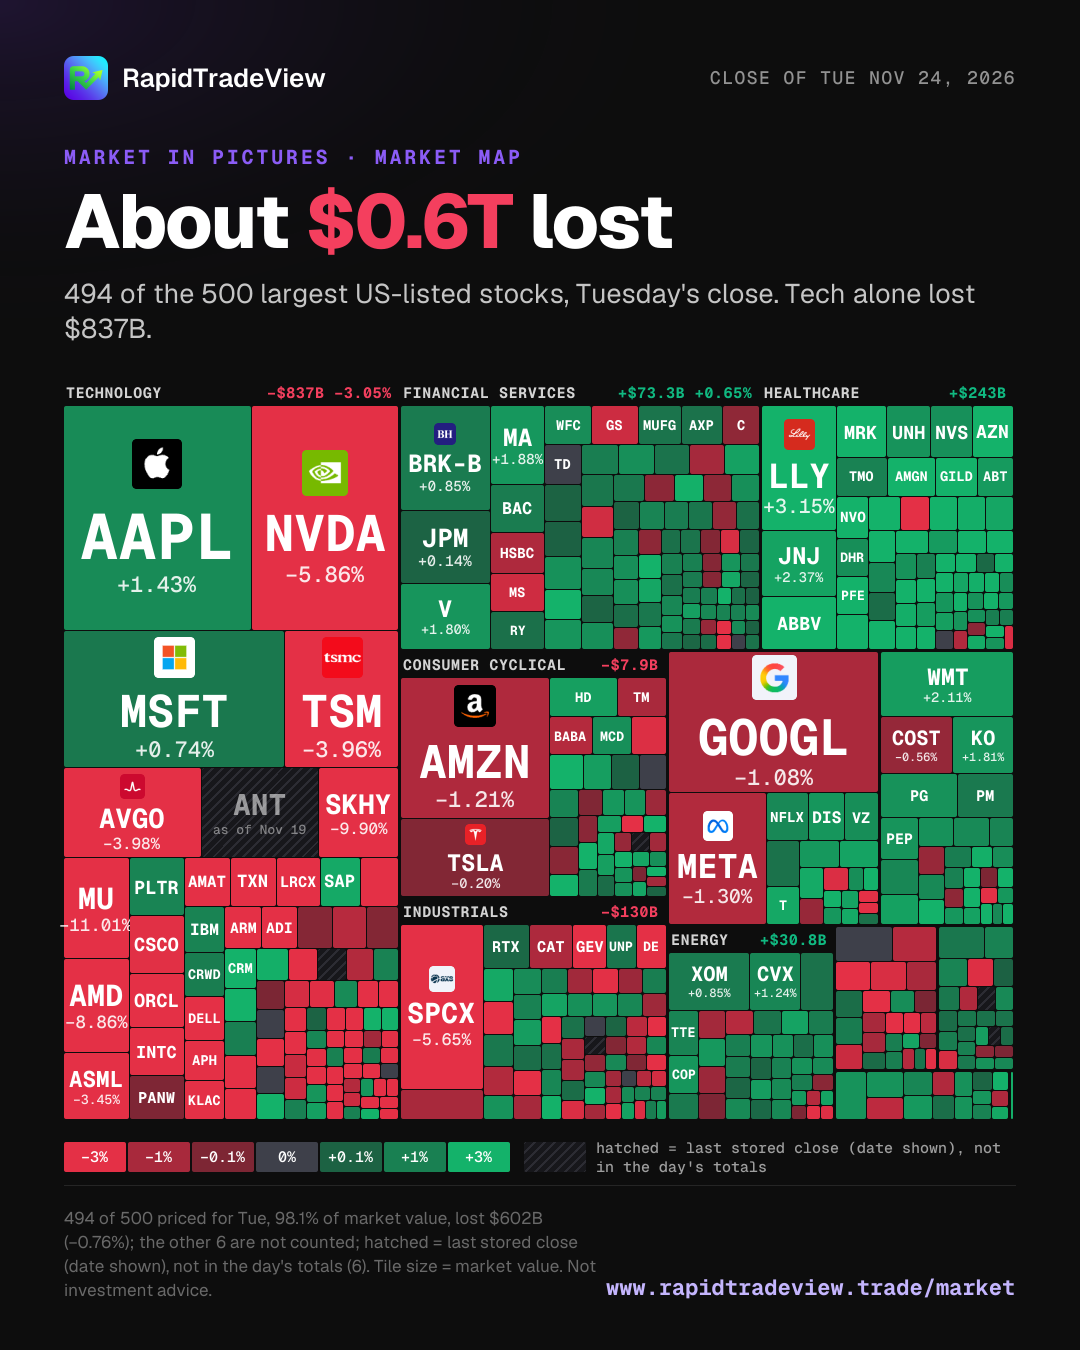 RapidTradeView
CLOSE OF TUE NOV 24, 2026
MARKET IN PICTURES · MARKET MAP
About $0.6T lost
494 of the 500 largest US-listed stocks, Tuesday's close. Tech alone lost
$837B.
TECHNOLOGY −$837B −3.05%
AAPL
+1.43%
NVDA
−5.86%
MSFT
+0.74%
tsmc
TSM
−3.96%
AVGO
−3.98%
ANT
as of Nov 19
SKHY
−9.90%
MU
−11.01%
PLTR
AMAT
TXN
LRCX
SAP
CSCO
IBM
ARM
ADI
AMD
−8.86%
ORCL
CRWD
CRM
DELL
INTC
APH
ASML
−3.45%
PANW
KLAC
FINANCIAL SERVICES +$73.3B +0.65%
BH
BRK-B
+0.85%
MA
+1.88%
WFC
GS
MUFG
AXP
C
TD
JPM
+0.14%
BAC
HSBC
V
+1.80%
MS
RY
HEALTHCARE +$243B
Lilly
LLY
+3.15%
MRK
UNH
NVS
AZN
TMO
AMGN
GILD
ABT
NVO
JNJ
+2.37%
DHR
PFE
ABBV
CONSUMER CYCLICAL −$7.9B
a
AMZN
−1.21%
HD
TM
BABA
MCD
TSLA
−0.20%
GOOGL
−1.08%
META
−1.30%
NFLX
DIS
VZ
T
WMT
+2.11%
COST
−0.56%
KO
+1.81%
PG
PM
PEP
INDUSTRIALS −$130B
SPCX
−5.65%
RTX
CAT
GEV
UNP
DE
ENERGY +$30.8B
XOM
+0.85%
CVX
+1.24%
TTE
COP
−3%
−1%
−0.1%
0%
+0.1%
+1%
+3%
hatched = last stored close (date shown), not
in the day's totals
494 of 500 priced for Tue, 98.1% of market value, lost $602B
(−0.76%); the other 6 are not counted; hatched = last stored close
(date shown), not in the day's totals (6). Tile size = market value. Not
investment advice.
www.rapidtradeview.trade/market